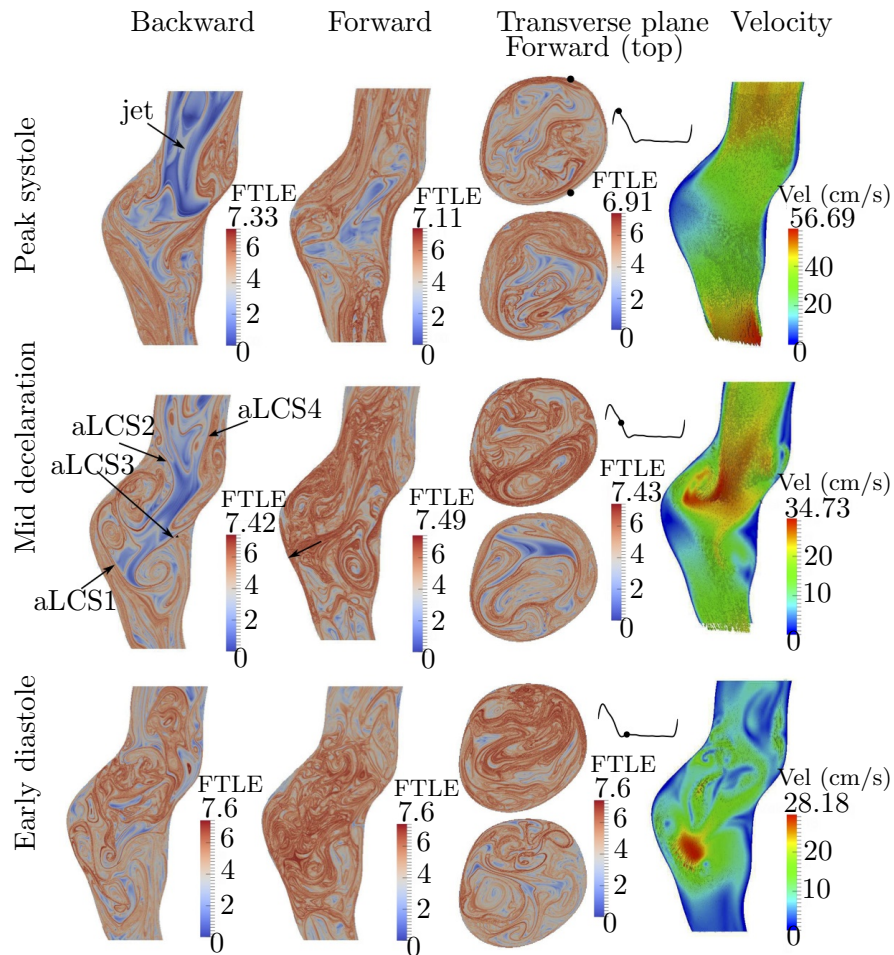 Backward
Forward
Transverse plane
Forward (top)
Velocity
Peak systole
jet
FTLE
7.33
6
4
2
0
FTLE
7.11
6
4
2
0
FTLE
6.91
6
4
2
0
Vel (cm/s)
56.69
40
20
0
Mid decelaration
aLCS2
aLCS4
aLCS3
aLCS1
FTLE
7.42
6
4
2
0
FTLE
7.49
6
4
2
0
FTLE
7.43
6
4
2
0
Vel (cm/s)
34.73
20
10
0
Early diastole
FTLE
7.6
6
4
2
0
FTLE
7.6
6
4
2
0
FTLE
7.6
6
4
2
0
Vel (cm/s)
28.18
20
10
0